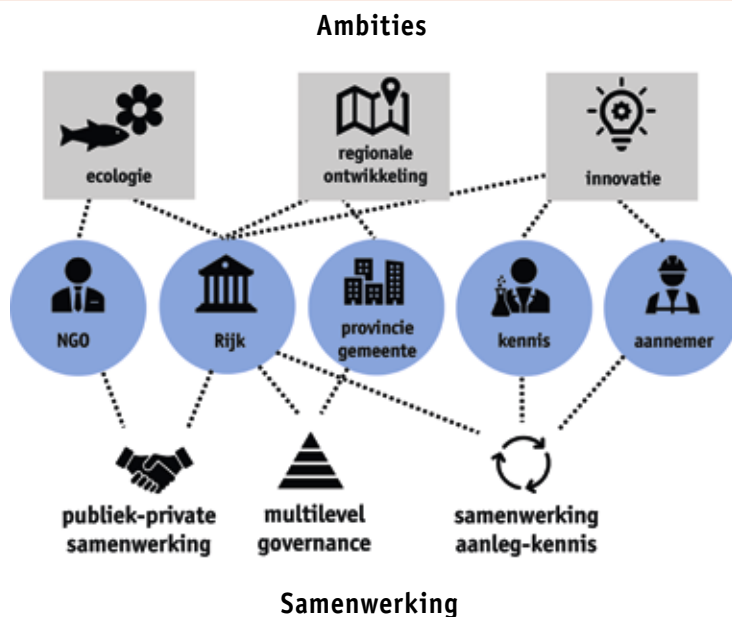 Ambities
ecologie
regionale
ontwikkeling
innovatie
NGO
Rijk
provincie
gemeente
kennis
aannemer
publiek-private
samenwerking
multilevel
governance
samenwerking
aanleg-kennis
Samenwerking